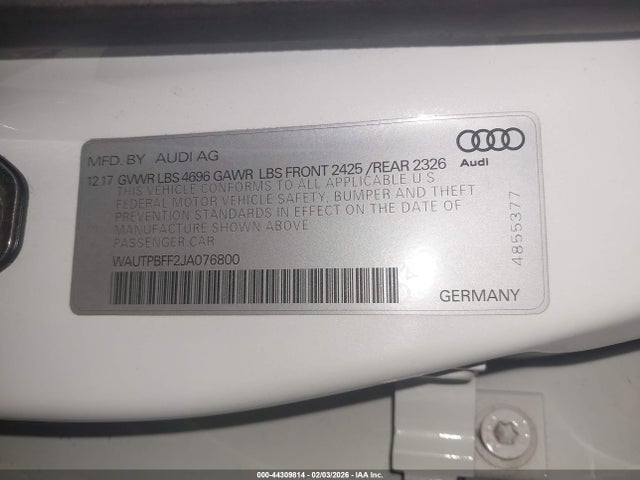 MFD. BY AUDI AG
Audi
12 17 GVWR LBS 4696 GAWR LBS FRONT 2425 /REAR 2326
THIS VEHICLE CONFORMS TO ALL APPLICABLE U.S.
FEDERAL MOTOR VEHICLE SAFETY, BUMPER AND THEFT
PREVENTION STANDARDS IN EFFECT ON THE DATE OF
MANUFACTURE SHOWN ABOVE
PASSENGER CAR
WAUTPBFF2JA076800
GERMANY
4855377
000-44309814 - 02/03/2026 - IAA Inc.